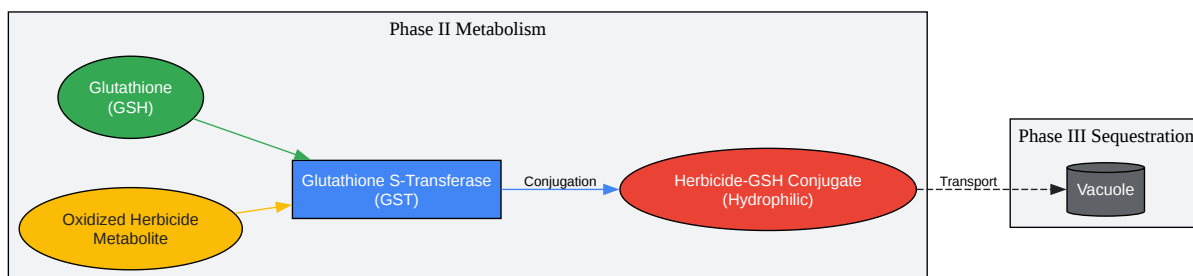 Phase II Metabolism
Glutathione
(GSH)
Oxidized Herbicide
Metabolite
Glutathione S-Transferase
(GST)
Conjugation
Herbicide-GSH Conjugate
(Hydrophilic)
Transport
Phase III Sequestration
Vacuole